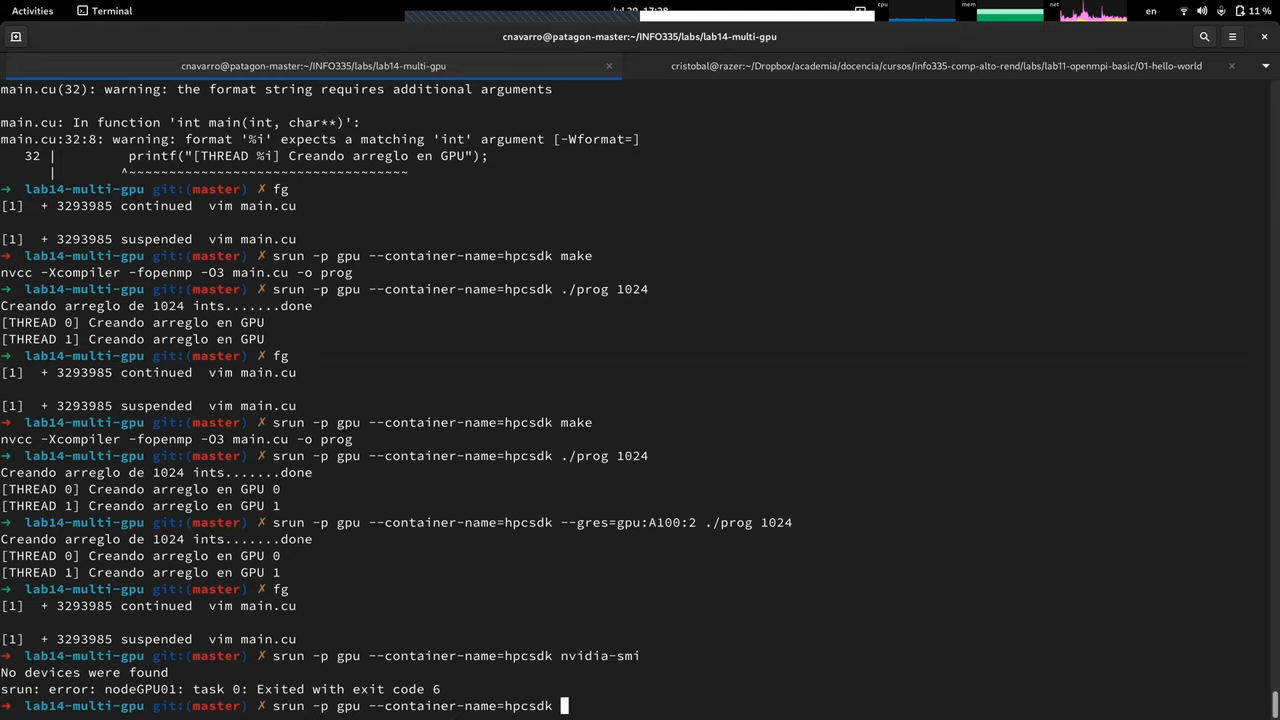 Activities Terminal
cpu mem net en 11 %
cnavarro@patagon-master:~/INFO335/labs/lab14-multi-gpu
cnavarro@patagon-master:~/INFO335/labs/lab14-multi-gpu × cristobal@razer:~/Dropbox/academia/docencia/cursos/info335-comp-alto-rend/labs/lab11-openmpi-basic/01-hello-world ×
main.cu(32): warning: the format string requires additional arguments
main.cu: In function 'int main(int, char**)':
main.cu:32:8: warning: format '%i' expects a matching 'int' argument [-Wformat=]
   32 |            printf("[THREAD %i] Creando arreglo en GPU");
      |        ^~~~~~~~~~~~~~~~~~~~~~~~~~~~~~~~~~~
➜  lab14-multi-gpu git:(master) ✗ fg
[1]  + 3293985 continued  vim main.cu
[1]  + 3293985 suspended  vim main.cu
➜  lab14-multi-gpu git:(master) ✗ srun -p gpu --container-name=hpcsdk make
nvcc -Xcompiler -fopenmp -O3 main.cu -o prog
➜  lab14-multi-gpu git:(master) ✗ srun -p gpu --container-name=hpcsdk ./prog 1024
Creando arreglo de 1024 ints.......done
[THREAD 0] Creando arreglo en GPU
[THREAD 1] Creando arreglo en GPU
➜  lab14-multi-gpu git:(master) ✗ fg
[1]  + 3293985 continued  vim main.cu
[1]  + 3293985 suspended  vim main.cu
➜  lab14-multi-gpu git:(master) ✗ srun -p gpu --container-name=hpcsdk make
nvcc -Xcompiler -fopenmp -O3 main.cu -o prog
➜  lab14-multi-gpu git:(master) ✗ srun -p gpu --container-name=hpcsdk ./prog 1024
Creando arreglo de 1024 ints.......done
[THREAD 0] Creando arreglo en GPU 0
[THREAD 1] Creando arreglo en GPU 1
➜  lab14-multi-gpu git:(master) ✗ srun -p gpu --container-name=hpcsdk --gres=gpu:A100:2 ./prog 1024
Creando arreglo de 1024 ints.......done
[THREAD 0] Creando arreglo en GPU 0
[THREAD 1] Creando arreglo en GPU 1
➜  lab14-multi-gpu git:(master) ✗ fg
[1]  + 3293985 continued  vim main.cu
[1]  + 3293985 suspended  vim main.cu
➜  lab14-multi-gpu git:(master) ✗ srun -p gpu --container-name=hpcsdk nvidia-smi
No devices were found
srun: error: nodeGPU01: task 0: Exited with exit code 6
➜  lab14-multi-gpu git:(master) ✗ srun -p gpu --container-name=hpcsdk